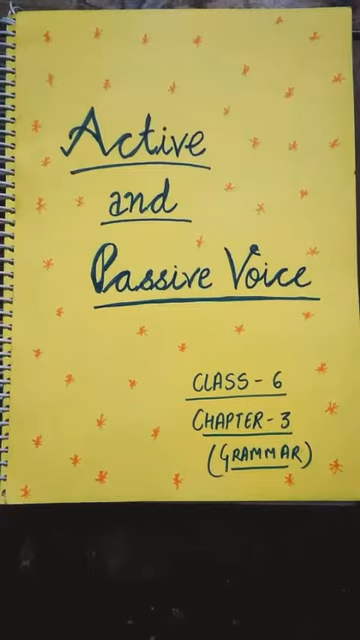 Active
and
Passive Voice
CLASS - 6
CHAPTER - 3
(GRAMMAR)